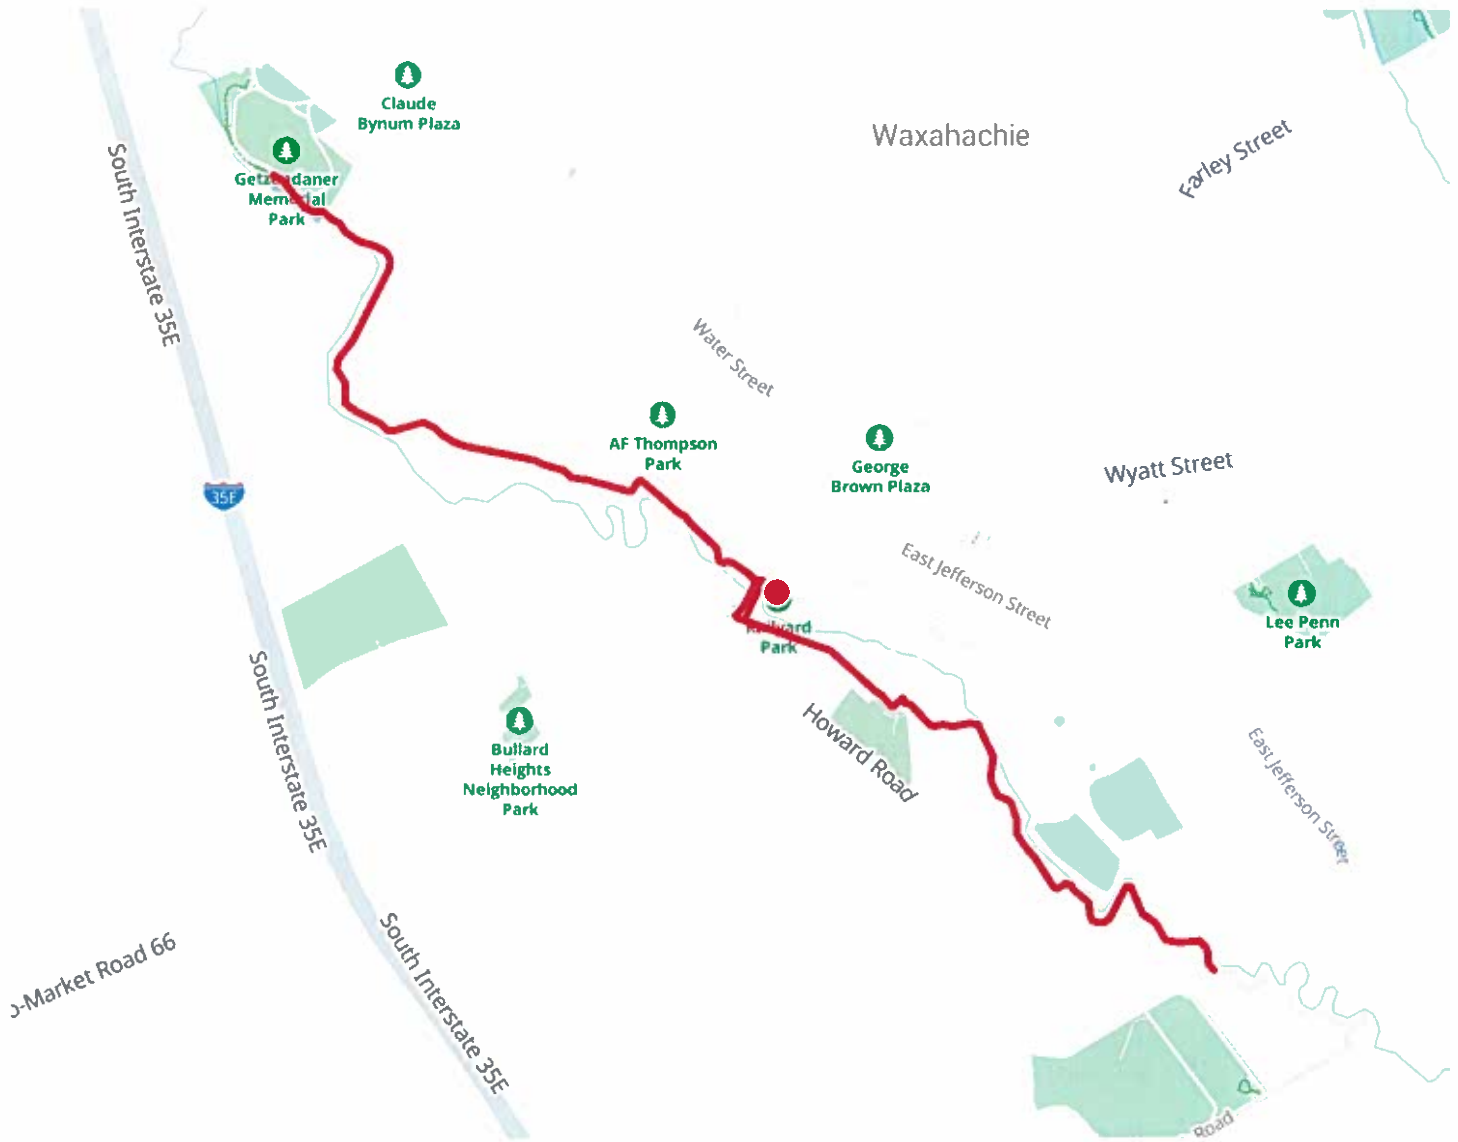 Claude
Bynum Plaza
Waxahachie
Farley Street
South Interstate 35E
Getzendaner
Memorial
Park
Water Street
AF Thompson
Park
George
Brown Plaza
Wyatt Street
35E
East Jefferson Street
Lee Penn
Park
Park
South Interstate 35E
Bullard
Heights
Neighborhood
Park
Howard Road
East Jefferson Street
South Interstate 35E
o-Market Road 66
Road